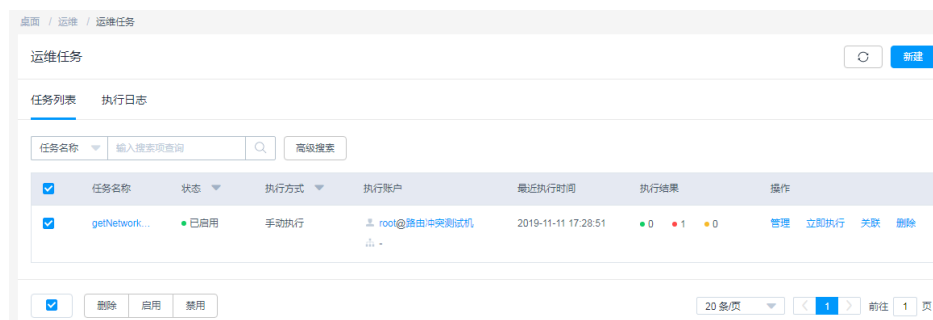 桌面 / 运维 / 运维任务
运维任务
新建
任务列表 执行日志
任务名称 输入搜索项查询 高级搜索
任务名称 状态 执行方式 执行账户 最近执行时间 执行结果 操作
getNetwork... 已启用 手动执行 root@路由冲突测试机 2019-11-11 17:28:51 0 1 0 管理 立即执行 关联 删除
-
删除 启用 禁用 20 条/页 1 前往 1 页